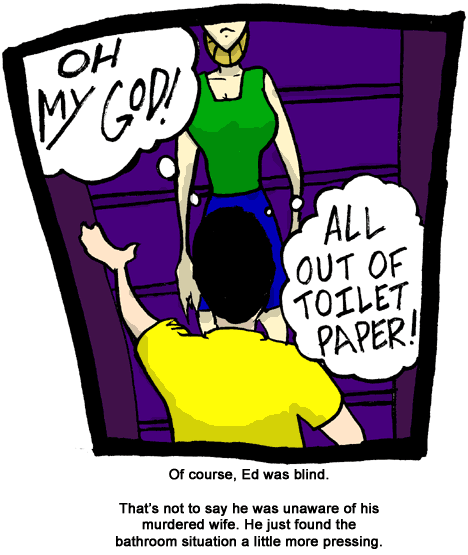 OH
MY GOD!
ALL
OUT OF
TOILET
PAPER!
Of course, Ed was blind.
That's not to say he was unaware of his
murdered wife. He just found the
bathroom situation a little more pressing.